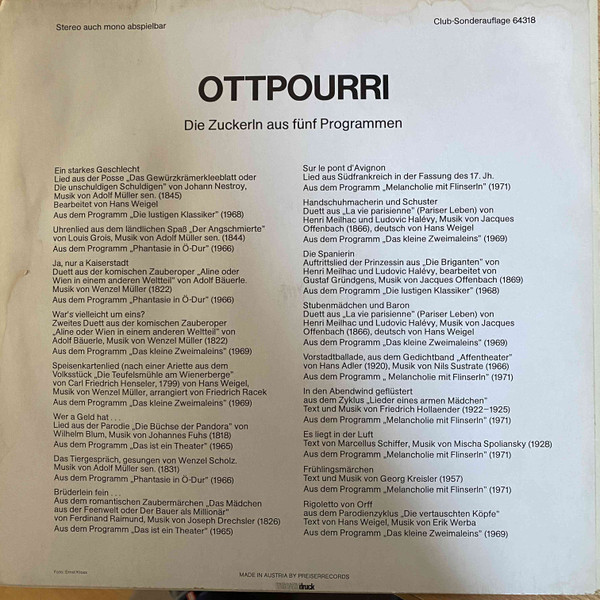 Stereo auch mono abspielbar
Club-Sonderauflage 64318
OTTPOURRI
Die Zuckerln aus fünf Programmen
Ein starkes Geschlecht
Lied aus der Posse „Das Gewürzkrämerkleeblatt oder
Die unschuldigen Schuldigen" von Johann Nestroy,
Musik von Adolf Müller sen. (1845)
Bearbeitet von Hans Weigel
Aus dem Programm „Die lustigen Klassiker" (1968)
Uhrenlied aus dem ländlichen Spaß „Der Angschmierte"
von Louis Grois, Musik von Adolf Müller sen. (1844)
Aus dem Programm „Phantasie in Ö-Dur" (1966)
Ja, nur a Kaiserstadt
Duett aus der komischen Zauberoper „Aline oder
Wien in einem anderen Weltteil" von Adolf Bäuerle.
Musik von Wenzel Müller (1822)
Aus dem Programm „Phantasie in Ö-Dur" (1966)
War's vielleicht um eins?
Zweites Duett aus der komischen Zauberoper
„Aline oder Wien in einem anderen Weltteil" von
Adolf Bäuerle, Musik von Wenzel Müller (1822)
Aus dem Programm „Das kleine Zweimaleins" (1969)
Speisenkartenlied (nach einer Ariette aus dem
Volksstück „Die Teufelsmühle am Wienerberge"
von Carl Friedrich Henseler, 1799) von Hans Weigel,
Musik von Wenzel Müller, arrangiert von Friedrich Racek
Aus dem Programm „Das kleine Zweimaleins" (1969)
Wer a Geld hat . . .
Lied aus der Parodie „Die Büchse der Pandora" von
Wilhelm Blum, Musik von Johannes Fuhs (1818)
Aus dem Programm „Das ist ein Theater" (1965)
Das Tiergespräch, gesungen von Wenzel Scholz.
Musik von Adolf Müller sen. (1831)
Aus dem Programm „Phantasie in Ö-Dur" (1966)
Brüderlein fein . . .
Aus dem romantischen Zaubermärchen „Das Mädchen
aus der Feenwelt oder Der Bauer als Millionär"
von Ferdinand Raimund, Musik von Joseph Drechsler (1826)
Aus dem Programm „Das ist ein Theater" (1965)
Sur le pont d'Avignon
Lied aus Südfrankreich in der Fassung des 17. Jh.
Aus dem Programm „Melancholie mit Flinserln" (1971)
Handschuhmacherin und Schuster
Duett aus „La vie parisienne" (Pariser Leben) von
Henri Meilhac und Ludovic Halévy, Musik von Jacques
Offenbach (1866), deutsch von Hans Weigel
Aus dem Programm „Das kleine Zweimaleins" (1969)
Die Spanierin
Auftrittslied der Prinzessin aus „Die Briganten" von
Henri Meilhac und Ludovic Halévy, bearbeitet von
Gustaf Gründgens, Musik von Jacques Offenbach (1869)
Aus dem Programm „Die lustigen Klassiker" (1968)
Stubenmädchen und Baron
Duett aus „La vie parisienne" (Pariser Leben) von
Henri Meilhac und Ludovic Halévy, Musik von Jacques
Offenbach (1866), deutsch von Hans Weigel
Aus dem Programm „Das kleine Zweimaleins" (1969)
Vorstadtballade, aus dem Gedichtband „Affentheater"
von Hans Adler (1920), Musik von Nils Sustrate (1966)
Aus dem Programm „ Melancholie mit Flinserln" (1971)
In den Abendwind geflüstert
aus dem Zyklus „Lieder eines armen Mädchen"
Text und Musik von Friedrich Hollaender (1922–1925)
Aus dem Programm „ Melancholie mit Flinserln" (1971)
Es liegt in der Luft
Text von Marcellus Schiffer, Musik von Mischa Spoliansky (1928)
Aus dem Programm „ Melancholie mit Flinserln" (1971)
Frühlingsmärchen
Text und Musik von Georg Kreisler (1957)
Aus dem Programm „ Melancholie mit Flinserln" (1971)
Rigoletto von Orff
aus dem Parodienzyklus „Die vertauschten Köpfe"
Text von Hans Weigel, Musik von Erik Werba
Aus dem Programm „Das kleine Zweimaleins" (1969)
MADE IN AUSTRIA BY PREISERRECORDS
druck